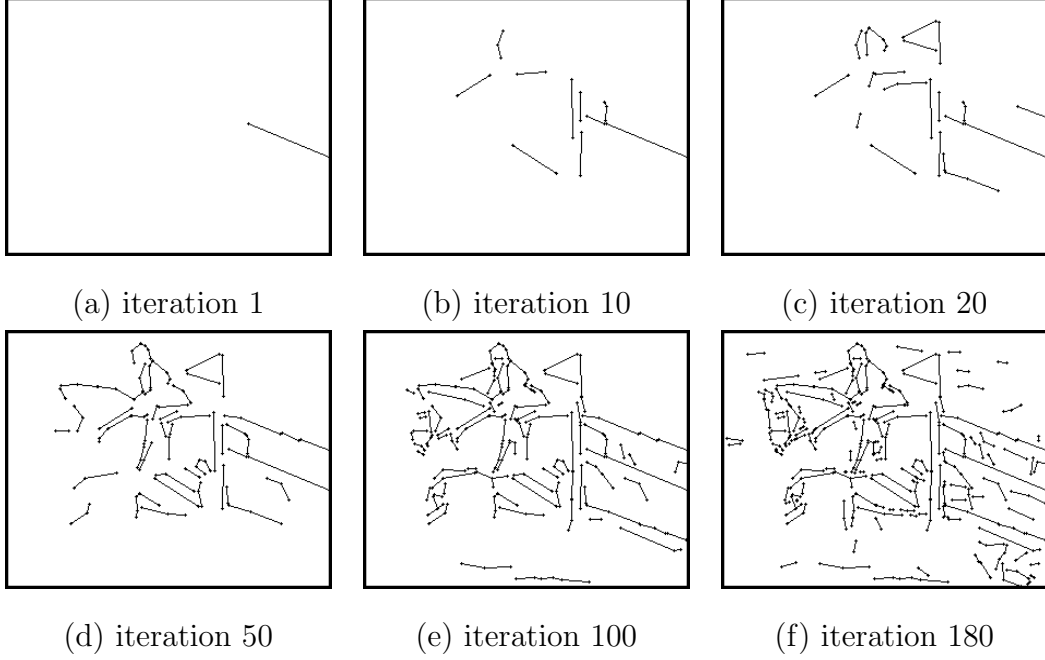 (a) iteration 1
(b) iteration 10
(c) iteration 20
(d) iteration 50
(e) iteration 100
(f) iteration 180